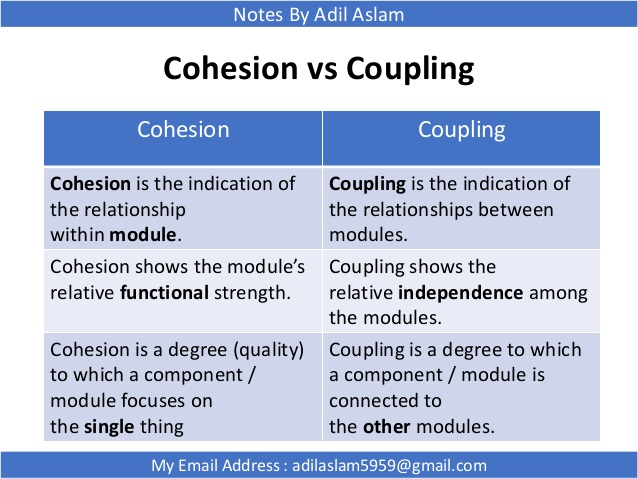 Notes By Adil Aslam
Cohesion vs Coupling
Cohesion
Coupling
Cohesion is the indication of
the relationship
within module.
Coupling is the indication of
the relationships between
modules.
Cohesion shows the module’s
relative functional strength.
Coupling shows the
relative independence among
the modules.
Cohesion is a degree (quality)
to which a component /
module focuses on
the single thing
Coupling is a degree to which
a component / module is
connected to
the other modules.
My Email Address : adilaslam5959@gmail.com